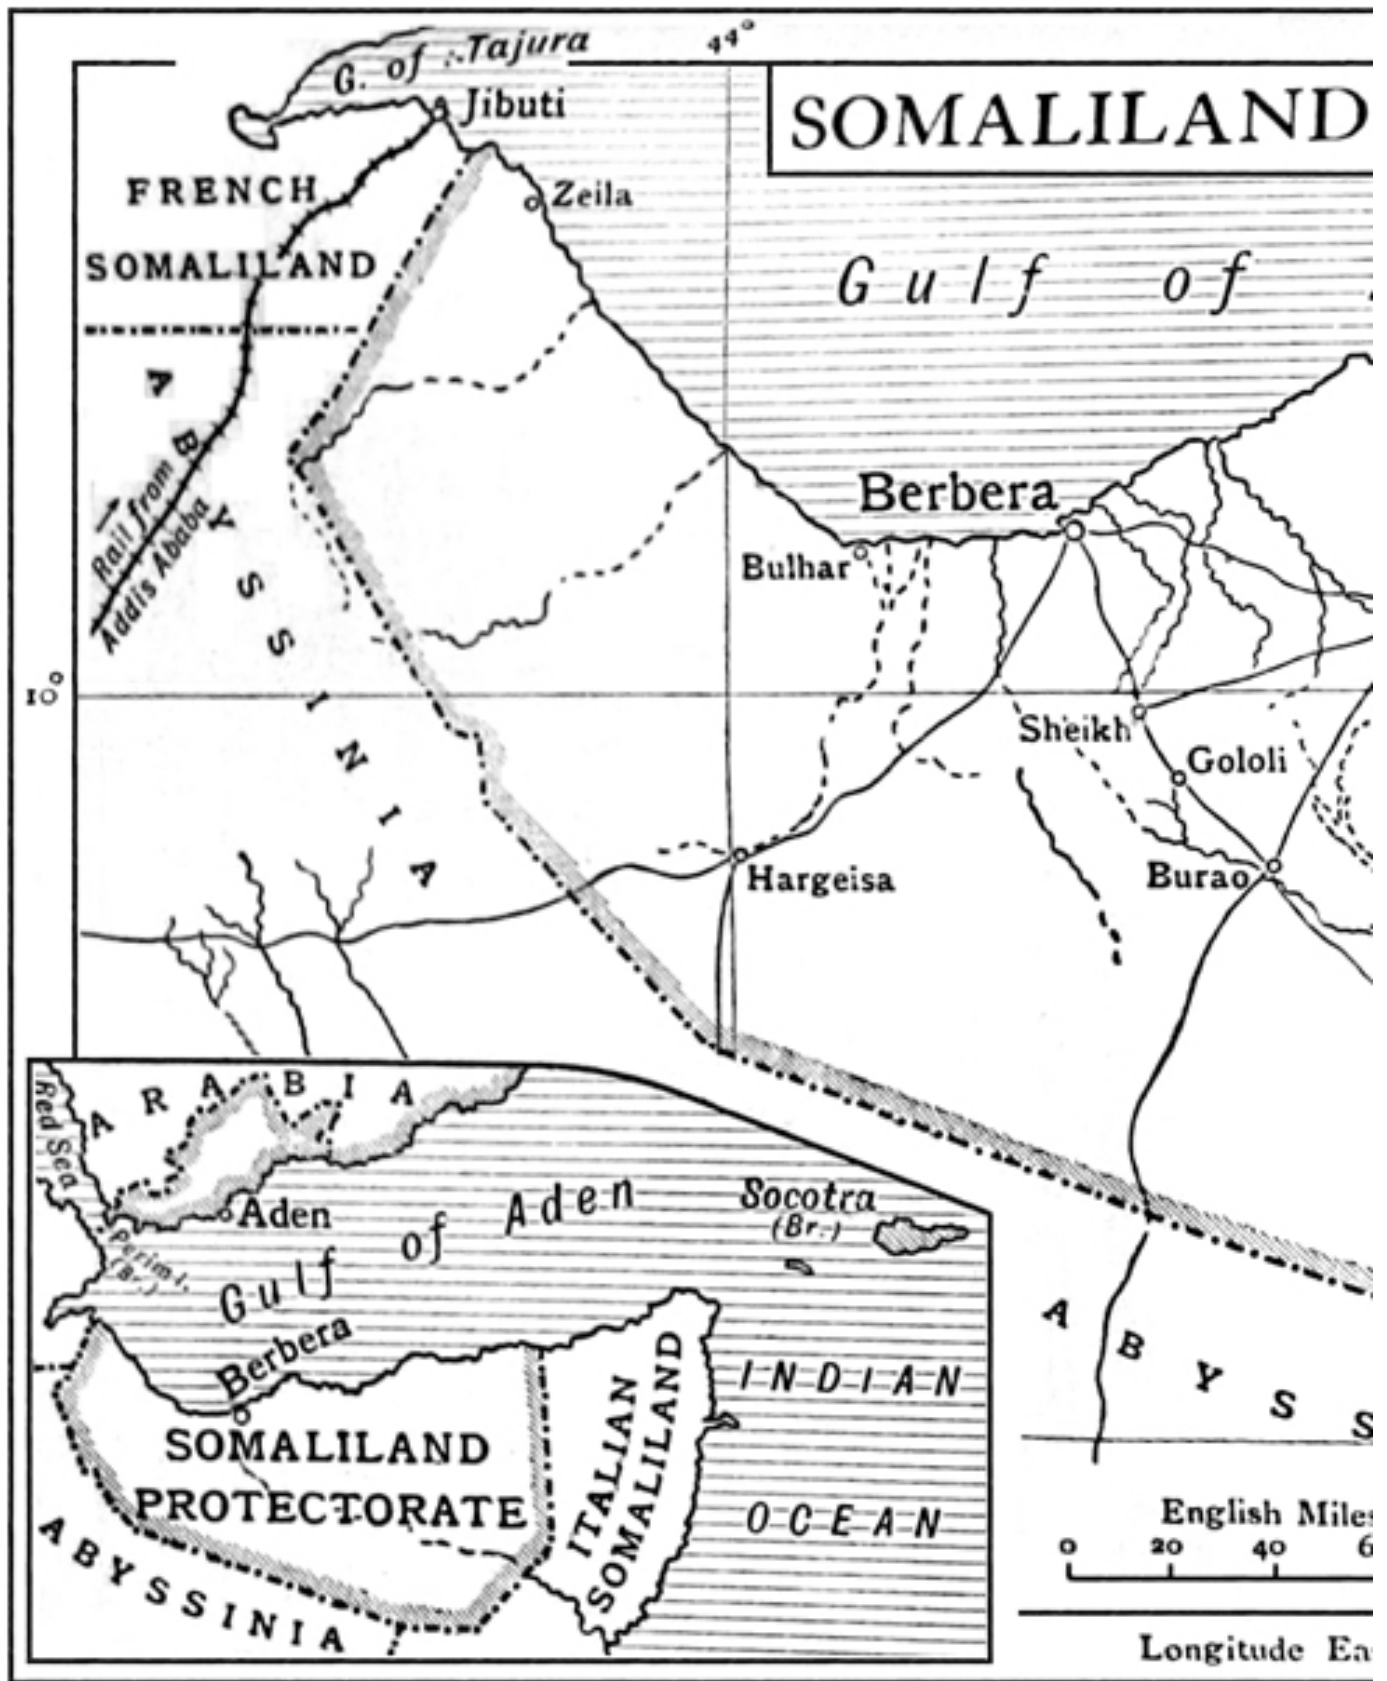 G. of Tajura
44°
Jibuti
SOMALILAND
FRENCH
SOMALILAND
Zeila
Gulf of
ABYSSINIA
Rail from
Addis Ababa
Berbera
Bulhar
10°
Sheikh
Gololi
Hargeisa
Burao
Red Sea
ARABIA
Aden
Perim I.
(Br.)
Gulf of Aden
Socotra
(Br.)
Berbera
SOMALILAND
PROTECTORATE
ITALIAN
SOMALILAND
INDIAN
OCEAN
ABYSSINIA
ABYSS
English Miles
0 20 40 6
Longitude Ea